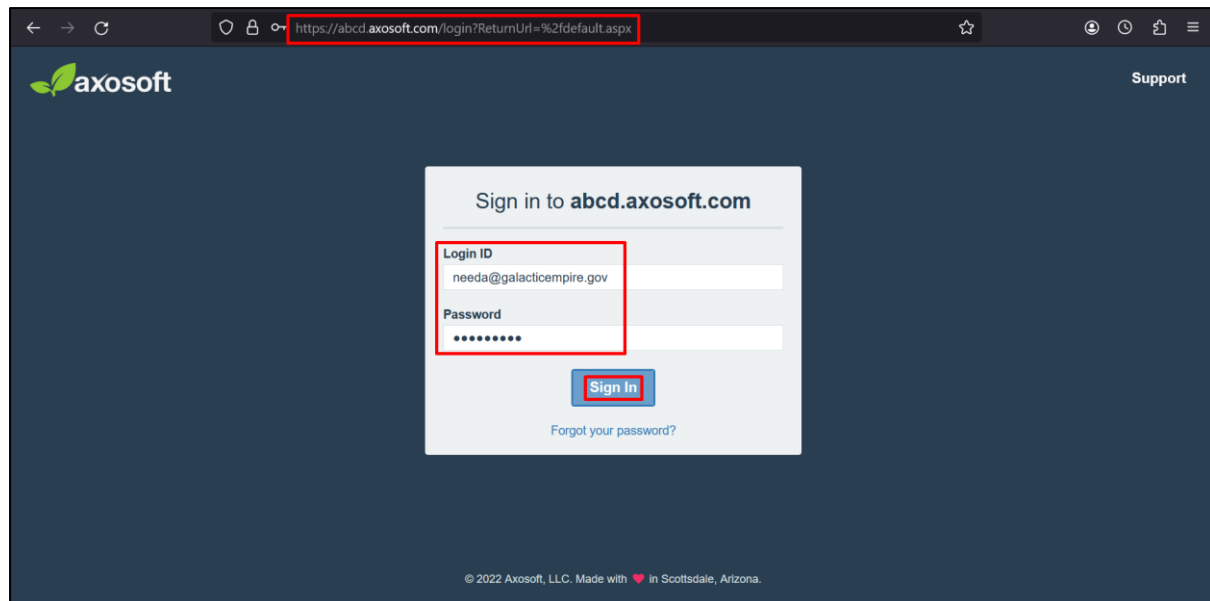 https://abcd.axosoft.com/login?ReturnUrl=%2fdefault.aspx
axosoft
Support
Sign in to abcd.axosoft.com
Login ID
needa@galacticempire.gov
Password
•••••••••
Sign In
Forgot your password?
© 2022 Axosoft, LLC. Made with ❤ in Scottsdale, Arizona.